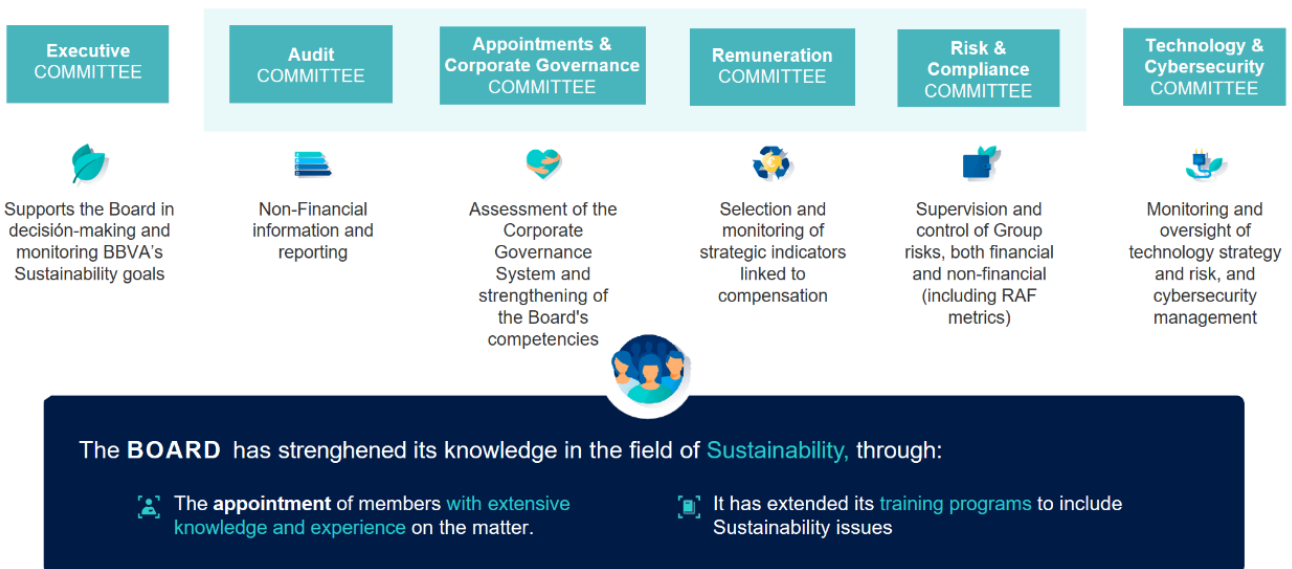 Executive
COMMITTEE
Audit
COMMITTEE
Appointments &
Corporate Governance
COMMITTEE
Remuneration
COMMITTEE
Risk &
Compliance
COMMITTEE
Technology &
Cybersecurity
COMMITTEE
Supports the Board in
decisión-making and
monitoring BBVA's
Sustainability goals
Non-Financial
information and
reporting
Assessment of the
Corporate
Governance
System and
strengthening of
the Board's
competencies
Selection and
monitoring of
strategic indicators
linked to
compensation
Supervision and
control of Group
risks, both financial
and non-financial
(including RAF
metrics)
Monitoring and
oversight of
technology strategy
and risk, and
cybersecurity
management
The BOARD has strenghened its knowledge in the field of Sustainability, through:
The appointment of members with extensive
knowledge and experience on the matter.
It has extended its training programs to include
Sustainability issues